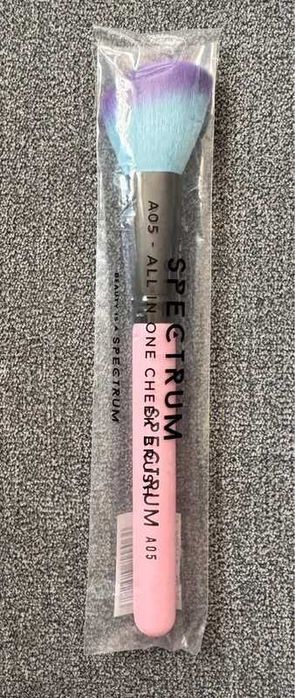 SPECTRUM
A05 - ALL IN ONE CHEEK BRUSH
SPECTRUM A05
SPECTRUM